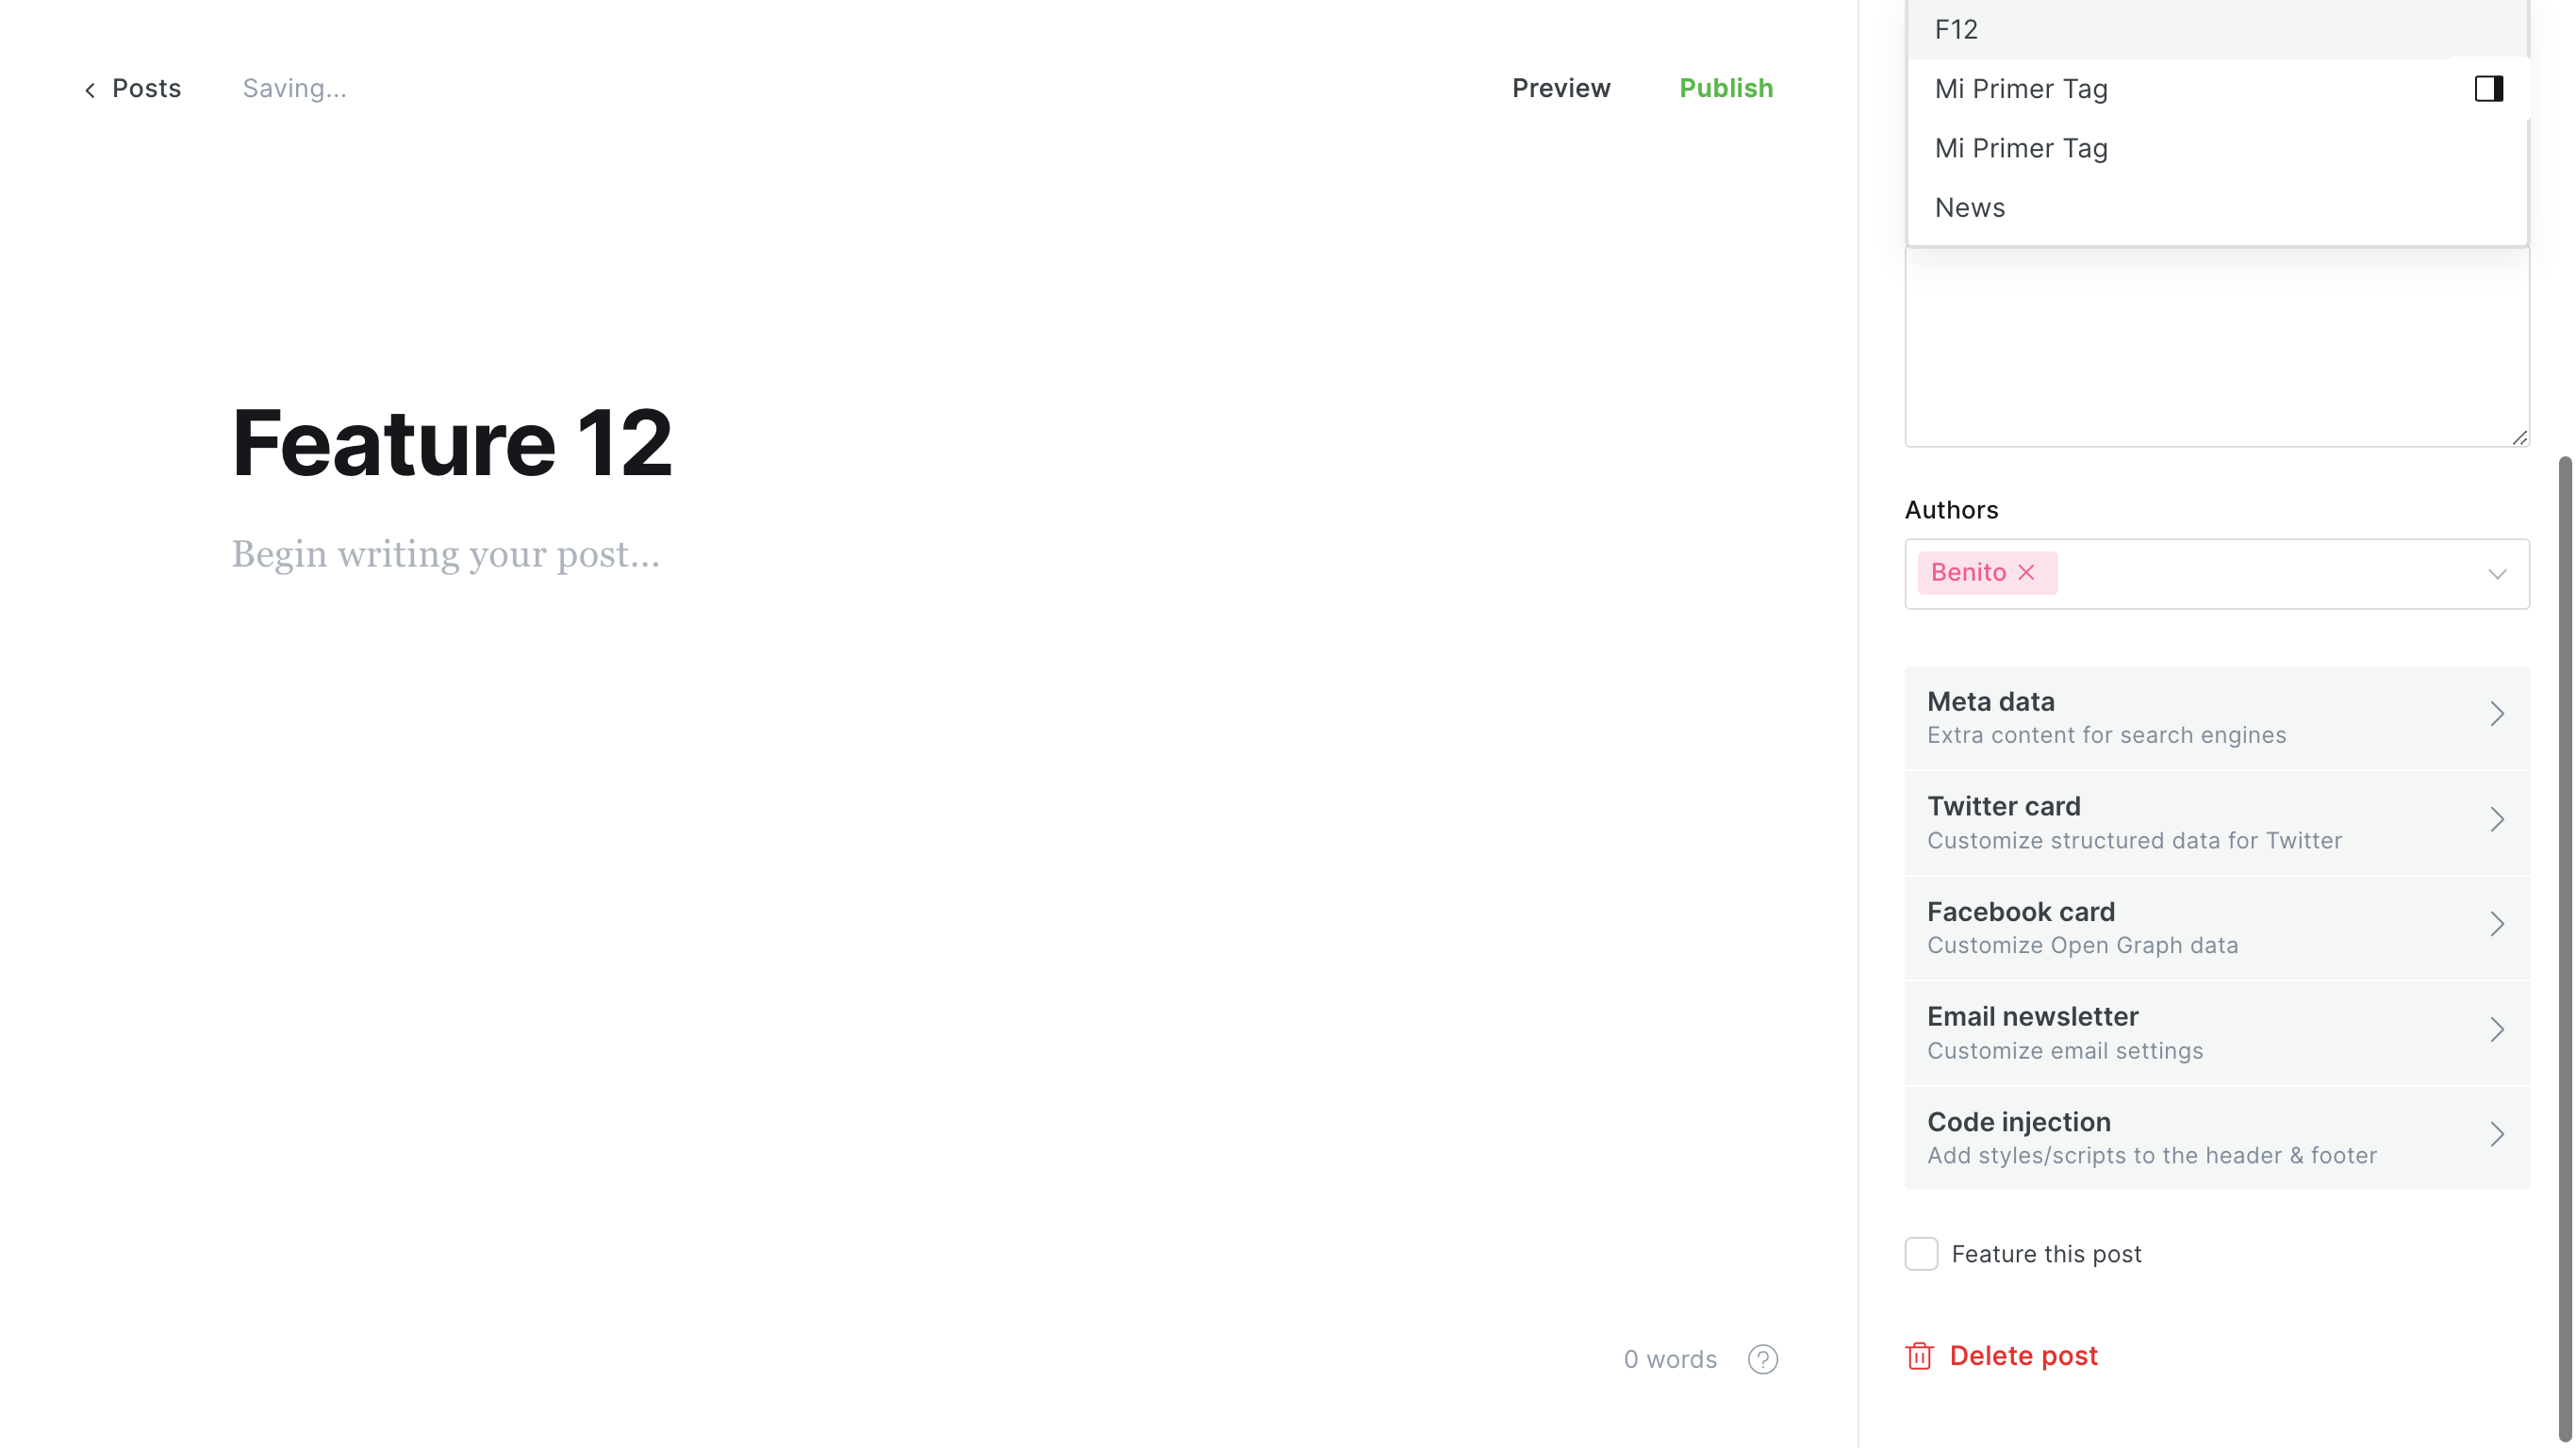 Posts
Saving...
Preview
Publish
Feature 12
Begin writing your post...
0 words
?
F12
Mi Primer Tag
Mi Primer Tag
News
Authors
Benito
Meta data
Extra content for search engines
Twitter card
Customize structured data for Twitter
Facebook card
Customize Open Graph data
Email newsletter
Customize email settings
Code injection
Add styles/scripts to the header & footer
Feature this post
Delete post